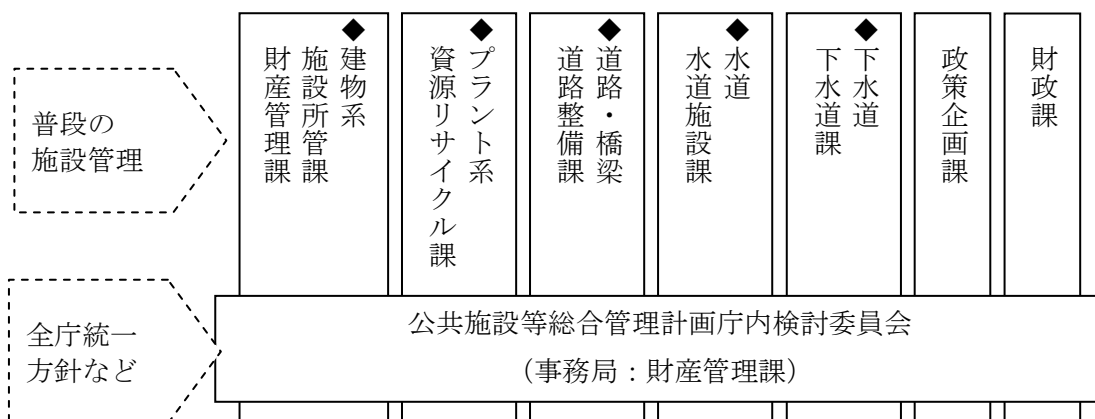 普段の
施設管理
◆建物系
施設所管課
財産管理課
◆プラント系
資源リサイクル課
◆道路・橋梁
道路整備課
◆水道
水道施設課
◆下水道
下水道課
政策企画課
財政課
全庁統一
方針など
公共施設等総合管理計画庁内検討委員会
（事務局：財産管理課）